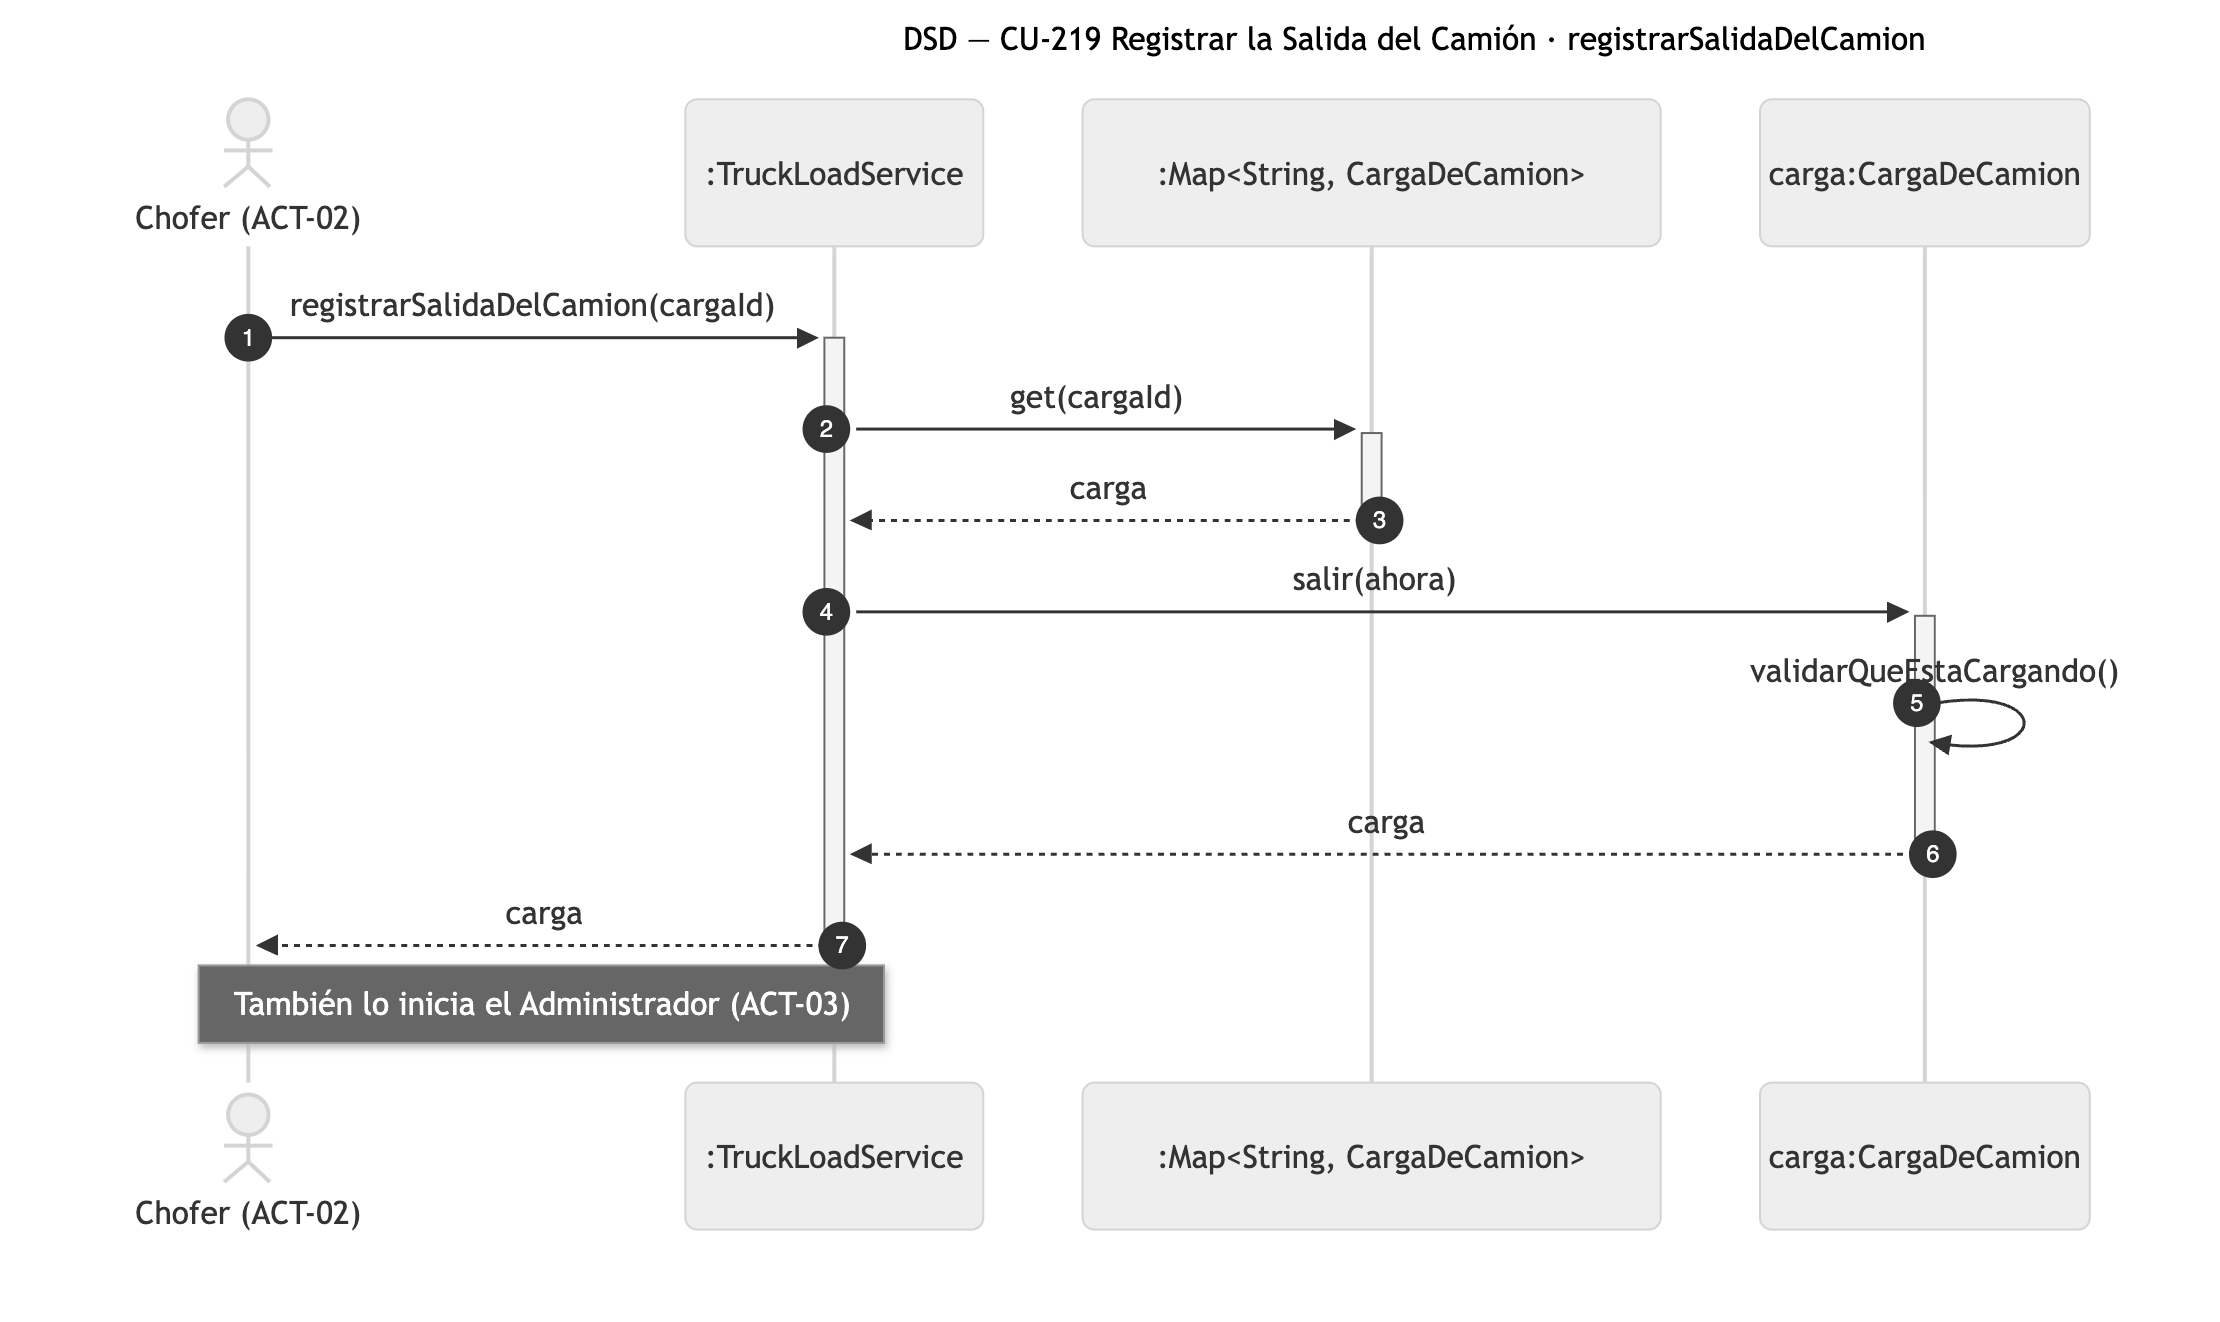 DSD — CU-219 Registrar la Salida del Camión · registrarSalidaDelCamion
Chofer (ACT-02)
:TruckLoadService
:Map<String, CargaDeCamion>
carga:CargaDeCamion
registrarSalidaDelCamion(cargaId)
1
get(cargaId)
2
carga
3
salir(ahora)
4
validarQueEstaCargando()
5
carga
6
carga
7
También lo inicia el Administrador (ACT-03)
Chofer (ACT-02)
:TruckLoadService
:Map<String, CargaDeCamion>
carga:CargaDeCamion